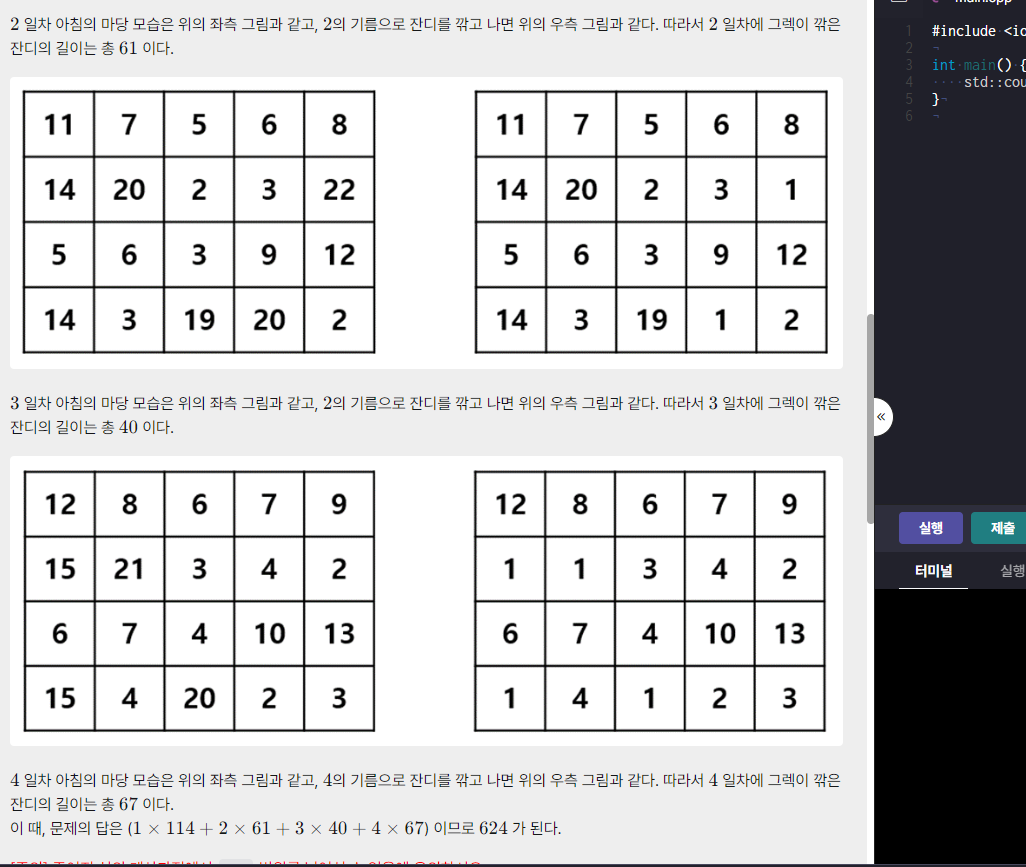 2 일차 아침의 마당 모습은 위의 좌측 그림과 같고, 2의 기름으로 잔디를 깎고 나면 위의 우측 그림과 같다. 따라서 2 일차에 그렉이 깎은
잔디의 길이는 총 61 이다.
11 7 5 6 8
14 20 2 3 22
5 6 3 9 12
14 3 19 20 2
11 7 5 6 8
14 20 2 3 1
5 6 3 9 12
14 3 19 1 2
3 일차 아침의 마당 모습은 위의 좌측 그림과 같고, 2의 기름으로 잔디를 깎고 나면 위의 우측 그림과 같다. 따라서 3 일차에 그렉이 깎은
잔디의 길이는 총 40 이다.
12 8 6 7 9
15 21 3 4 2
6 7 4 10 13
15 4 20 2 3
12 8 6 7 9
1 1 3 4 2
6 7 4 10 13
1 4 1 2 3
4 일차 아침의 마당 모습은 위의 좌측 그림과 같고, 4의 기름으로 잔디를 깎고 나면 위의 우측 그림과 같다. 따라서 4 일차에 그렉이 깎은
잔디의 길이는 총 67 이다.
이 때, 문제의 답은 (1 × 114 + 2 × 61 + 3 × 40 + 4 × 67) 이므로 624 가 된다.
1 #include <io
2
3 int main() {
4 std::cou
5 }
6
«
실행 제출
터미널 실행